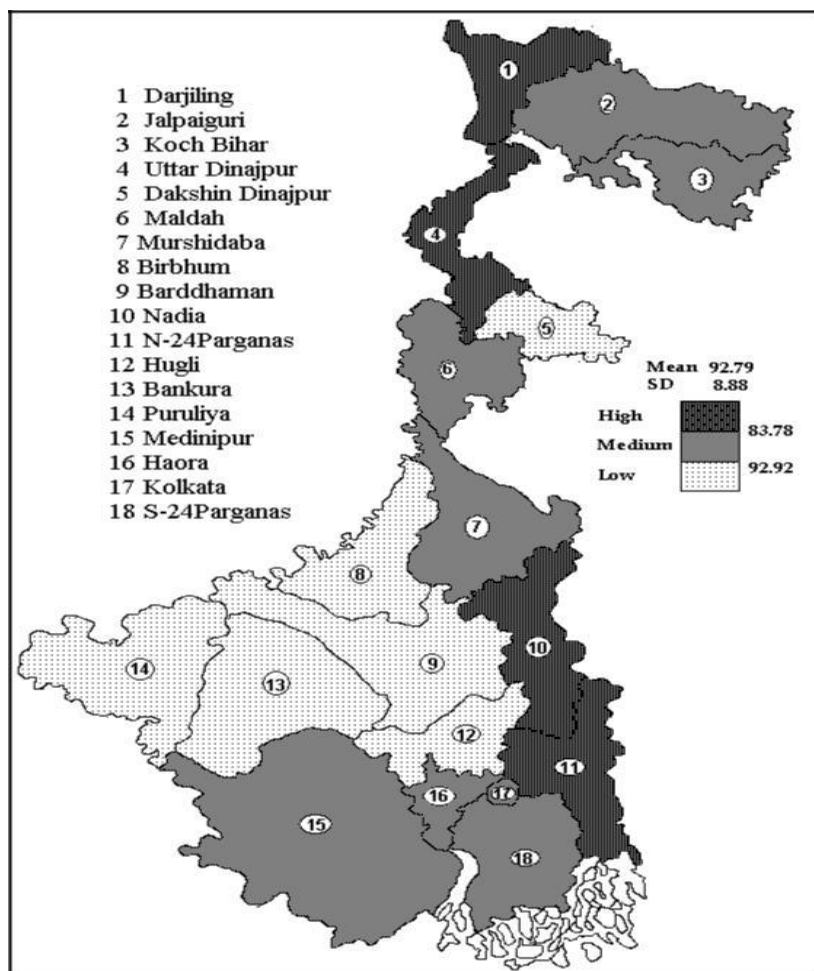 1 Darjiling
2 Jalpaiguri
3 Koch Bihar
4 Uttar Dinajpur
5 Dakshin Dinajpur
6 Maldah
7 Murshidaba
8 Birbhum
9 Barddhaman
10 Nadia
11 N-24Parganas
12 Hugli
13 Bankura
14 Puruliya
15 Medinipur
16 Haora
17 Kolkata
18 S-24Parganas
1
2
3
4
5
6
Mean 92.79
SD 8.88
High
83.78
Medium
92.92
Low
7
8
10
9
14
13
12
11
16
17
15
18